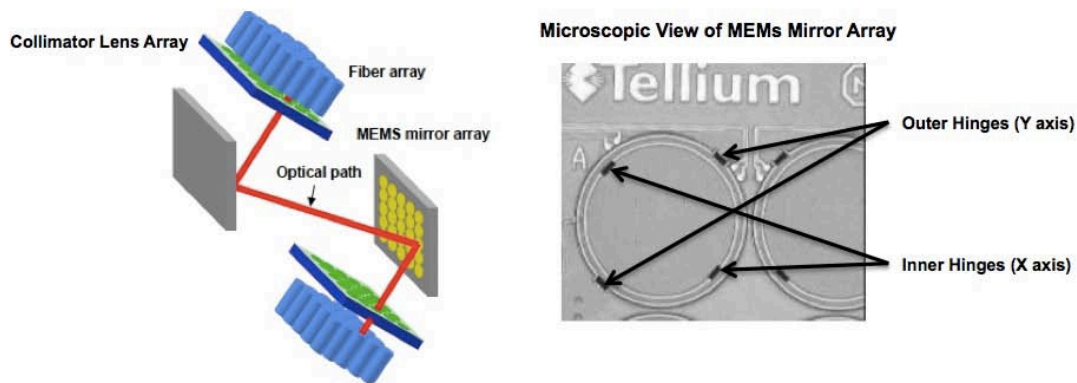 Collimator Lens Array
Fiber array
MEMS mirror array
Optical path
Microscopic View of MEMs Mirror Array
Tellium
A
Outer Hinges (Y axis)
Inner Hinges (X axis)